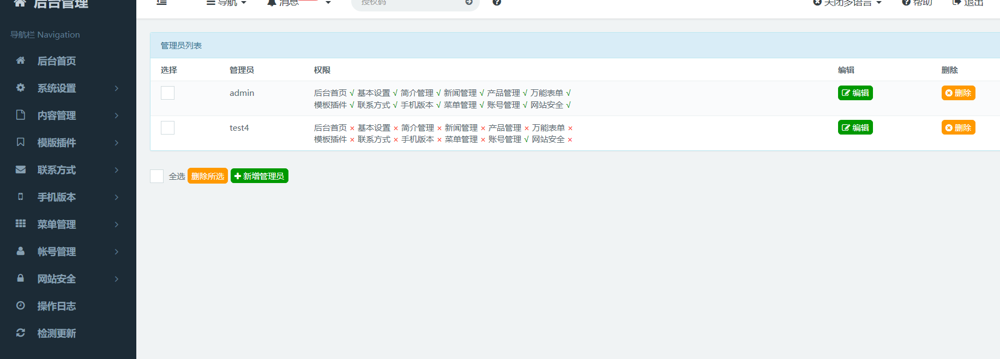 后台管理
导航
消息
授权码
关闭多语言
帮助
退出
导航栏 Navigation
后台首页
系统设置
内容管理
模版插件
联系方式
手机版本
菜单管理
帐号管理
网站安全
操作日志
检测更新
管理员列表
选择 管理员 权限 编辑 删除
admin 后台首页 √ 基本设置 √ 简介管理 √ 新闻管理 √ 产品管理 √ 万能表单 √ 编辑 删除
模板插件 √ 联系方式 √ 手机版本 √ 菜单管理 √ 账号管理 √ 网站安全 √
test4 后台首页 × 基本设置 × 简介管理 × 新闻管理 × 产品管理 × 万能表单 × 编辑 删除
模板插件 × 联系方式 × 手机版本 × 菜单管理 × 账号管理 √ 网站安全 ×
全选 删除所选 新增管理员